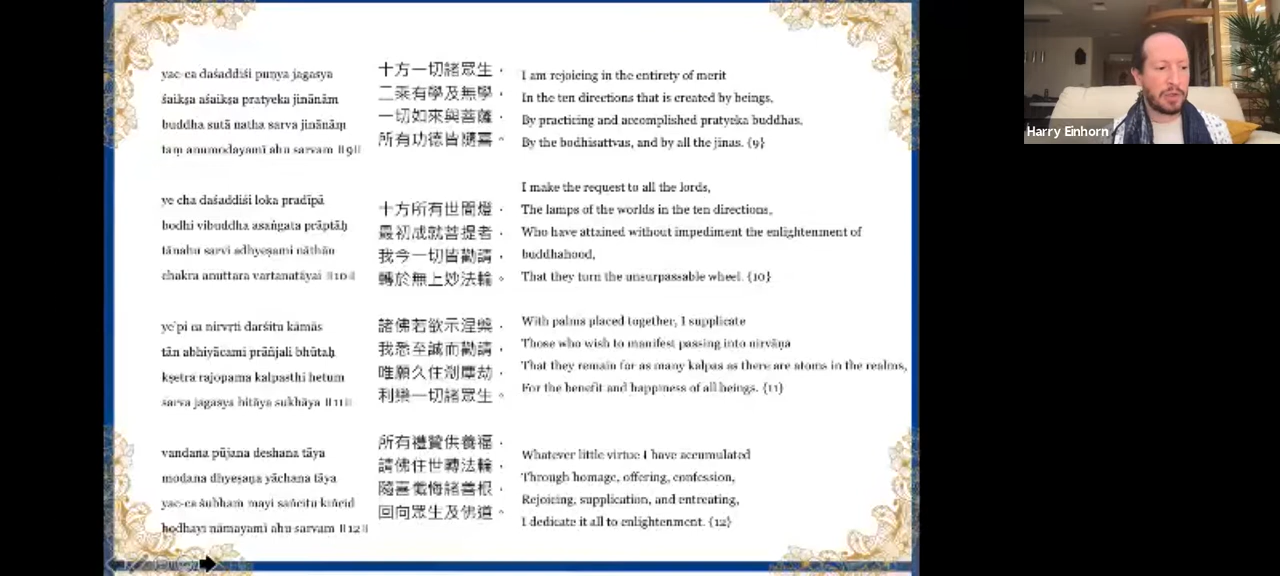 yac-ca daśaddiśi puṇya jagasya
śaikṣa aśaikṣa pratyeka jinānām
buddha sutā natha sarva jinānāṃ
taṃ anumodayamī ahu sarvam ॥9॥
十方一切諸眾生，
二乘有學及無學，
一切如來與菩薩，
所有功德皆隨喜。
I am rejoicing in the entirety of merit
In the ten directions that is created by beings,
By practicing and accomplished pratyeka buddhas,
By the bodhisattvas, and by all the jinas. {9}
ye cha daśaddiśi loka pradīpā
bodhi vibuddha asaṅgata prāptāḥ
tānahu sarvi adhyeṣami nāthān
chakra anuttara vartanatāyai ॥10॥
十方所有世間燈，
最初成就菩提者，
我今一切皆勸請，
轉於無上妙法輪。
I make the request to all the lords,
The lamps of the worlds in the ten directions,
Who have attained without impediment the enlightenment of
buddhahood,
That they turn the unsurpassable wheel. {10}
ye'pi ca nirvṛti darśitu kāmās
tān abhiyācami prāñjali bhūtaḥ
kṣetra rajopama kalpasthi hetum
sarva jagasya hitāya sukhāya ॥11॥
諸佛若欲示涅槃，
我悉至誠而勸請，
唯願久住剎塵劫，
利樂一切諸眾生。
With palms placed together, I supplicate
Those who wish to manifest passing into nirvāṇa
That they remain for as many kalpas as there are atoms in the realms,
For the benefit and happiness of all beings. {11}
vandana pūjana deshana tāya
modana dhyeṣaṇa yāchana tāya
yac-ca śubhaṃ mayi sañcitu kiñcid
bodhayi nāmayamī ahu sarvam ॥12॥
所有禮贊供養福，
請佛住世轉法輪，
隨喜懺悔諸善根，
回向眾生及佛道。
Whatever little virtue I have accumulated
Through homage, offering, confession,
Rejoicing, supplication, and entreating,
I dedicate it all to enlightenment. {12}
Harry Einhorn